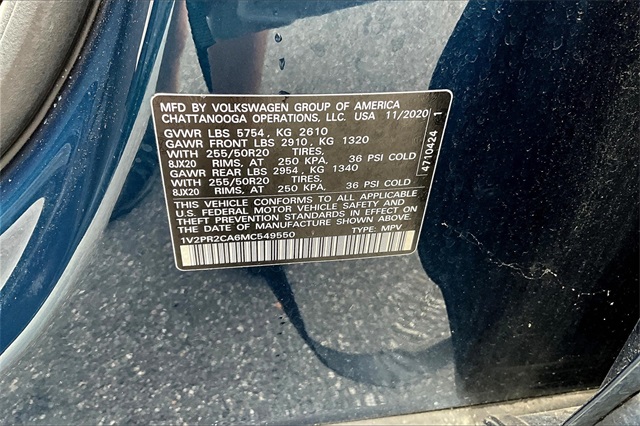 MFD BY VOLKSWAGEN GROUP OF AMERICA
CHATTANOOGA OPERATIONS, LLC. USA 11/2020
GVWR LBS 5754, KG 2610
GAWR FRONT LBS 2910, KG 1320
WITH 255/50R20 TIRES,
8JX20 RIMS, AT 250 KPA, 36 PSI COLD
GAWR REAR LBS 2954, KG 1340
WITH 255/50R20 TIRES,
8JX20 RIMS, AT 250 KPA, 36 PSI COLD
THIS VEHICLE CONFORMS TO ALL APPLICABLE
U.S. FEDERAL MOTOR VEHICLE SAFETY AND
THEFT PREVENTION STANDARDS IN EFFECT ON
THE DATE OF MANUFACTURE SHOWN ABOVE.
1V2PR2CA6MC549550 TYPE: MPV
4710424 1